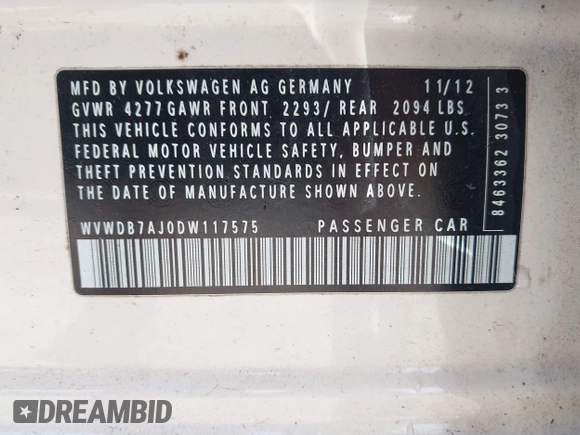 MFD BY VOLKSWAGEN AG GERMANY 11/12
GVWR 4277 GAWR FRONT 2293/ REAR 2094 LBS.
THIS VEHICLE CONFORMS TO ALL APPLICABLE U.S.
FEDERAL MOTOR VEHICLE SAFETY, BUMPER AND
THEFT PREVENTION STANDARDS IN EFFECT ON
THE DATE OF MANUFACTURE SHOWN ABOVE.
WVWDB7AJ0DW117575 PASSENGER CAR
8463362 3073 3
DREAMBID